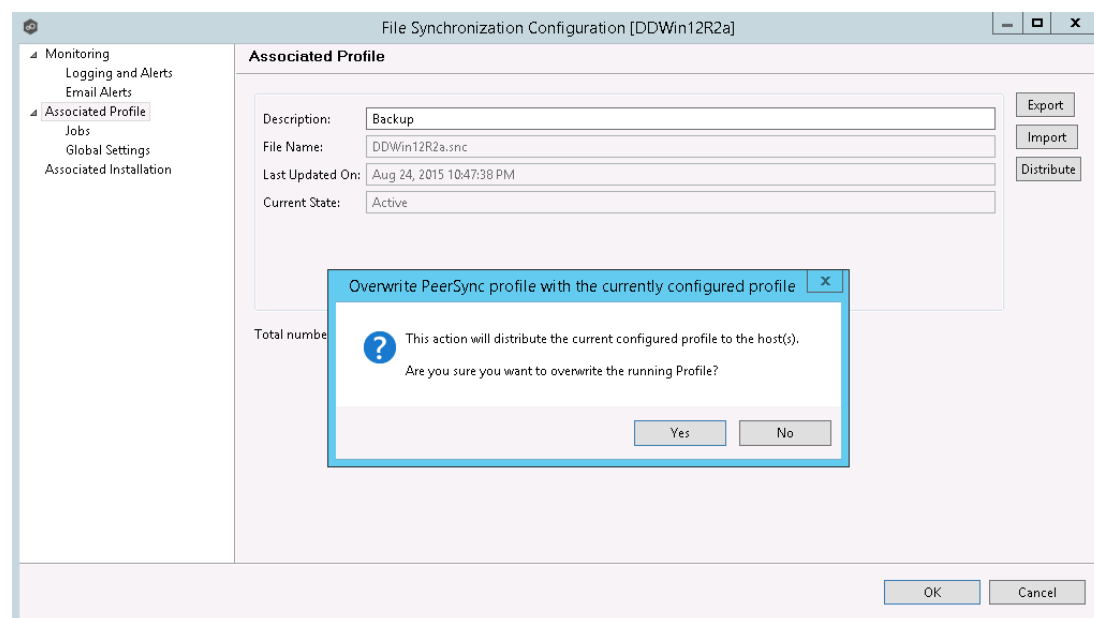 File Synchronization Configuration [DDWin12R2a]
Monitoring
Logging and Alerts
Email Alerts
Associated Profile
Jobs
Global Settings
Associated Installation
Associated Profile
Description: Backup
File Name: DDWin12R2a.snc
Last Updated On: Aug 24, 2015 10:47:38 PM
Current State: Active
Export
Import
Distribute
Total numbe
Overwrite PeerSync profile with the currently configured profile
This action will distribute the current configured profile to the host(s).
Are you sure you want to overwrite the running Profile?
Yes No
OK Cancel